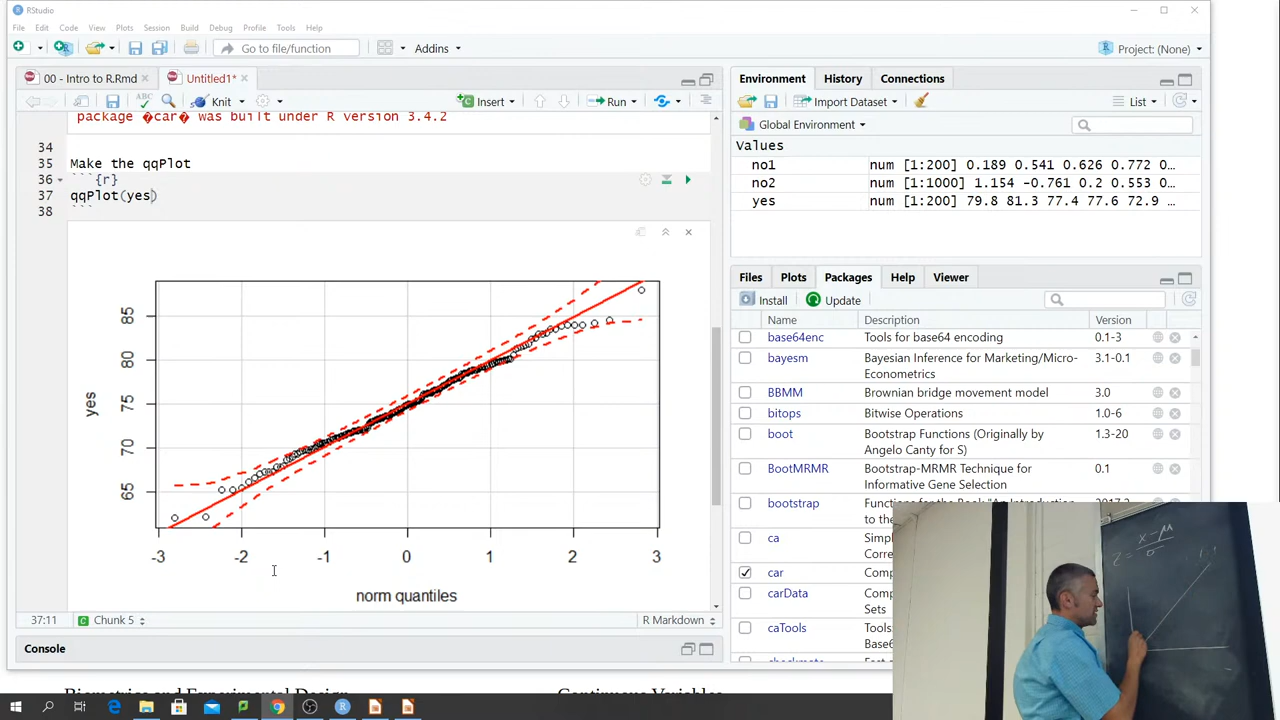 RStudio
File Edit Code View Plots Session Build Debug Profile Tools Help
Go to file/function Addins Project: (None)
00 - Intro to R.Rmd Untitled1*
ABC Knit Insert Run
package �car� was built under R version 3.4.2
34
35 Make the qqPlot
36 ```{r}
37 qqPlot(yes)
38 ```
85
80
75
70
65
yes
-3 -2 -1 0 1 2 3
norm quantiles
37:11 Chunk 5 R Markdown
Console
Environment History Connections
Import Dataset List
Global Environment
Values
no1 num [1:200] 0.189 0.541 0.626 0.772 0…
no2 num [1:1000] 1.154 -0.761 0.2 0.553 0…
yes num [1:200] 79.8 81.3 77.4 77.6 72.9 …
Files Plots Packages Help Viewer
Install Update
Name Description Version
base64enc Tools for base64 encoding 0.1-3
bayesm Bayesian Inference for Marketing/Micro-Econometrics 3.1-0.1
BBMM Brownian bridge movement model 3.0
bitops Bitwise Operations 1.0-6
boot Bootstrap Functions (Originally by Angelo Canty for S) 1.3-20
BootMRMR Bootstrap-MRMR Technique for Informative Gene Selection 0.1
bootstrap
ca
car
carData
caTools
z = x-μ
σ